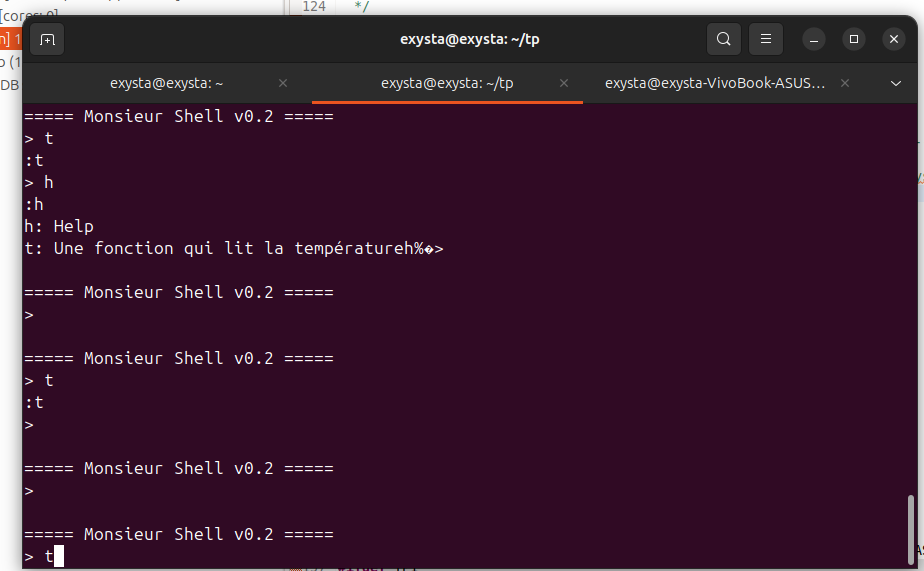 [cores: 0]
124 */
exysta@exysta: ~/tp
exysta@exysta: ~
exysta@exysta: ~/tp
exysta@exysta-VivoBook-ASUS…
===== Monsieur Shell v0.2 =====
> t
:t
> h
:h
h: Help
t: Une fonction qui lit la températureh%�>
===== Monsieur Shell v0.2 =====
>
===== Monsieur Shell v0.2 =====
> t
:t
>
===== Monsieur Shell v0.2 =====
>
===== Monsieur Shell v0.2 =====
> t